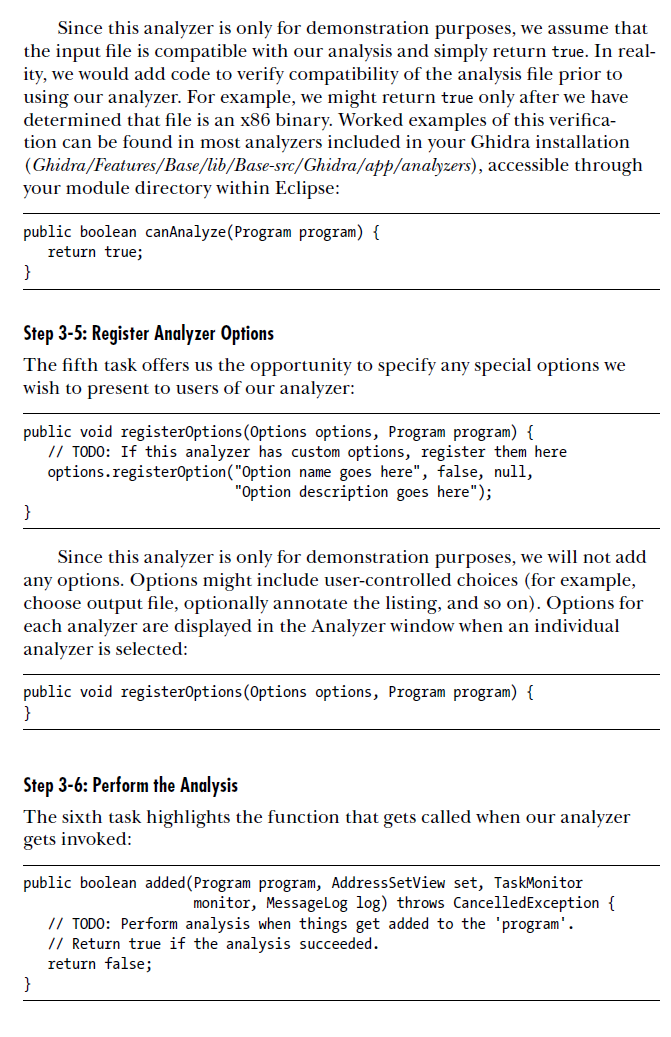 Since this analyzer is only for demonstration purposes, we assume that
the input file is compatible with our analysis and simply return true. In real-
ity, we would add code to verify compatibility of the analysis file prior to
using our analyzer. For example, we might return true only after we have
determined that file is an x86 binary. Worked examples of this verifica-
tion can be found in most analyzers included in your Ghidra installation
(Ghidra/Features/Base/lib/Base-src/Ghidra/app/analyzers), accessible through
your module directory within Eclipse:
public boolean canAnalyze(Program program) {
   return true;
}
Step 3-5: Register Analyzer Options
The fifth task offers us the opportunity to specify any special options we
wish to present to users of our analyzer:
public void registerOptions(Options options, Program program) {
   // TODO: If this analyzer has custom options, register them here
   options.registerOption("Option name goes here", false, null,
                          "Option description goes here");
}
Since this analyzer is only for demonstration purposes, we will not add
any options. Options might include user-controlled choices (for example,
choose output file, optionally annotate the listing, and so on). Options for
each analyzer are displayed in the Analyzer window when an individual
analyzer is selected:
public void registerOptions(Options options, Program program) {
}
Step 3-6: Perform the Analysis
The sixth task highlights the function that gets called when our analyzer
gets invoked:
public boolean added(Program program, AddressSetView set, TaskMonitor
                     monitor, MessageLog log) throws CancelledException {
   // TODO: Perform analysis when things get added to the 'program'.
   // Return true if the analysis succeeded.
   return false;
}